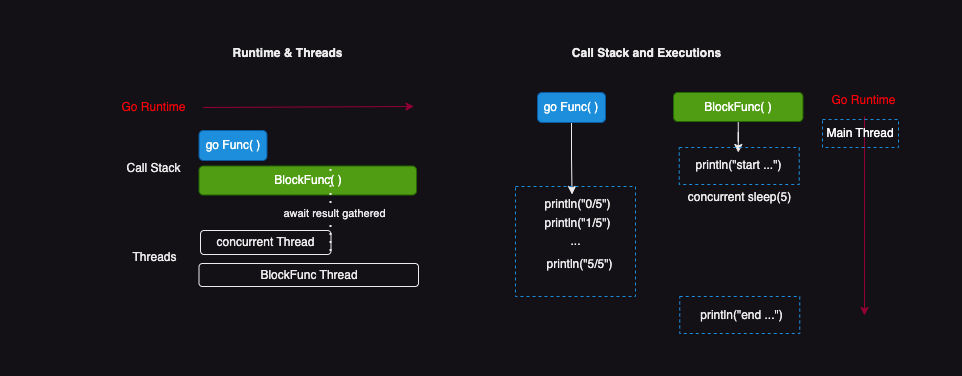 Runtime & Threads
Go Runtime
go Func( )
Call Stack
BlockFunc( )
await result gathered
concurrent Thread
Threads
BlockFunc Thread
Call Stack and Executions
go Func( )
println("0/5")
println("1/5")
...
println("5/5")
BlockFunc( )
println("start ...")
concurrent sleep(5)
println("end ...")
Go Runtime
Main Thread